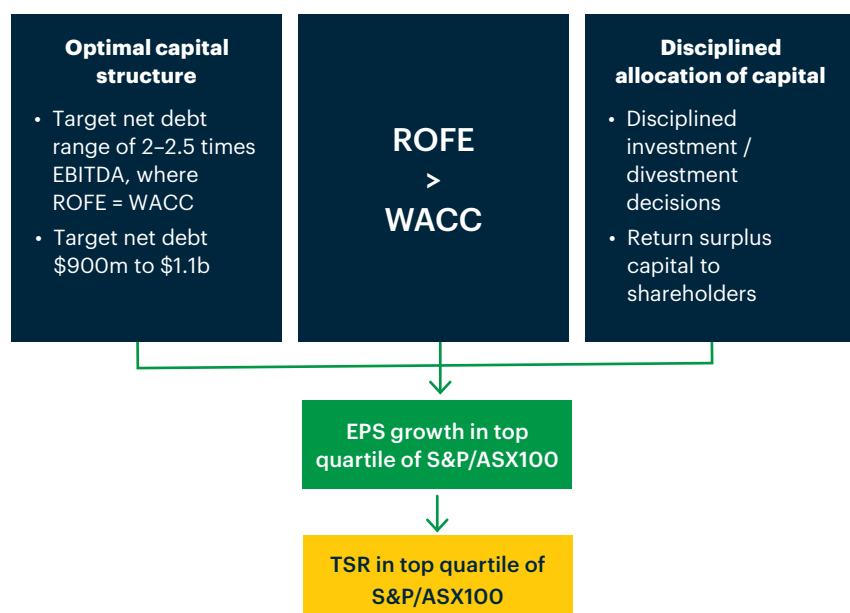 Optimal capital
structure
• Target net debt
range of 2–2.5 times
EBITDA, where
ROFE = WACC
• Target net debt
$900m to $1.1b
ROFE
>
WACC
Disciplined
allocation of capital
• Disciplined
investment /
divestment
decisions
• Return surplus
capital to
shareholders
EPS growth in top
quartile of S&P/ASX100
TSR in top quartile of
S&P/ASX100